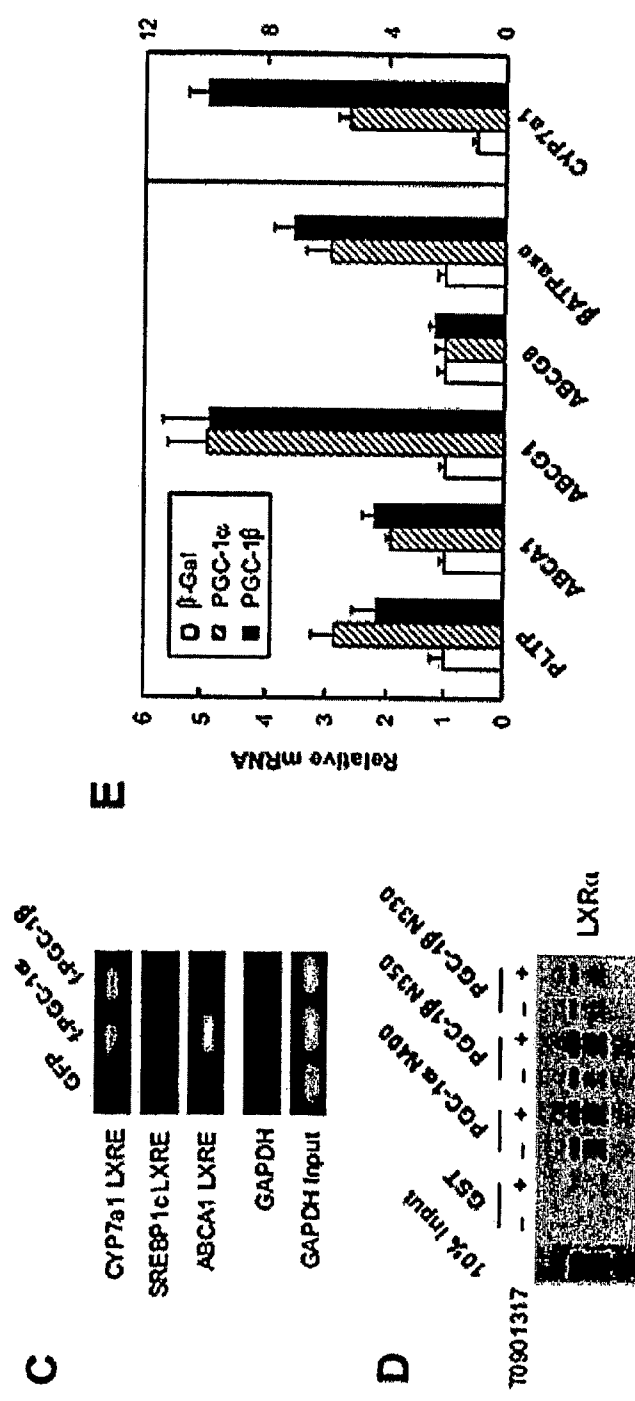 C
GFP
f-PGC-1α
f-PGC-1β
CYP7a1 LXRE
SREBP1c LXRE
ABCA1 LXRE
GAPDH
GAPDH Input
D
10% Input
GST
PGC-1α N400
PGC-1β N350
PGC-1β N330
T0901317
- + - + - + - +
LXRα
E
Relative mRNA
6
5
4
3
2
1
0
β-Gal
PGC-1α
PGC-1β
12
8
4
0
PLTP
ABCA1
ABCG1
ABCG8
βATPase
CYP7a1